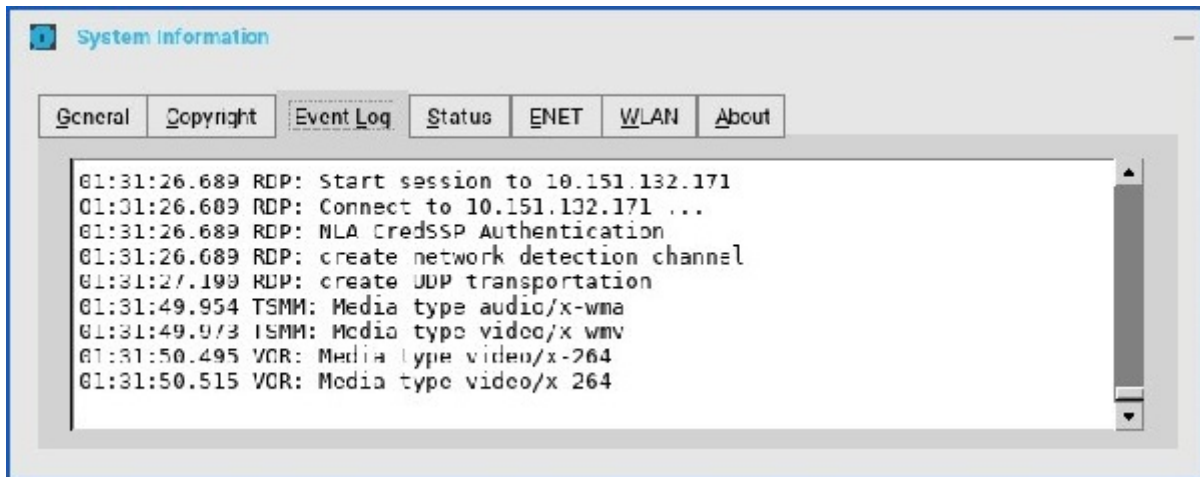 System Information
General Copyright Event Log Status ENET WLAN About
01:31:26.689 RDP: Start session to 10.151.132.171
01:31:26.689 RDP: Connect to 10.151.132.171 ...
01:31:26.689 RDP: NLA CredSSP Authentication
01:31:26.689 RDP: create network detection channel
01:31:27.190 RDP: create UDP transportation
01:31:49.954 TSMM: Media type audio/x-wma
01:31:49.973 TSMM: Media type video/x-wmv
01:31:50.495 VOR: Media type video/x-264
01:31:50.515 VOR: Media type video/x-264